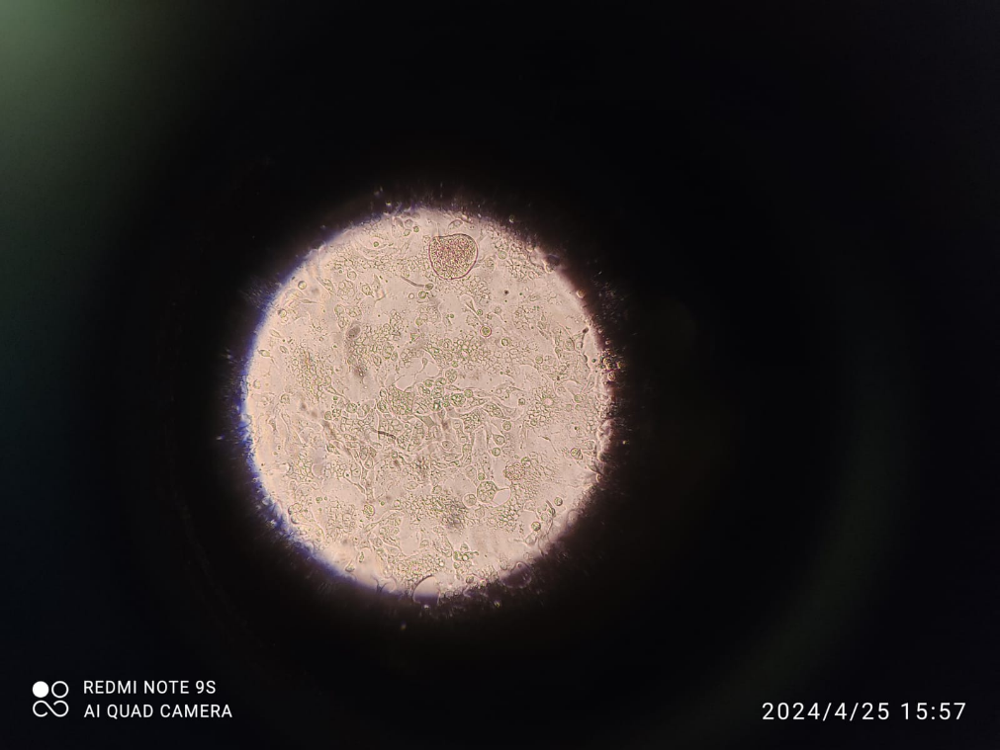 REDMI NOTE 9S
AI QUAD CAMERA
2024/4/25 15:57